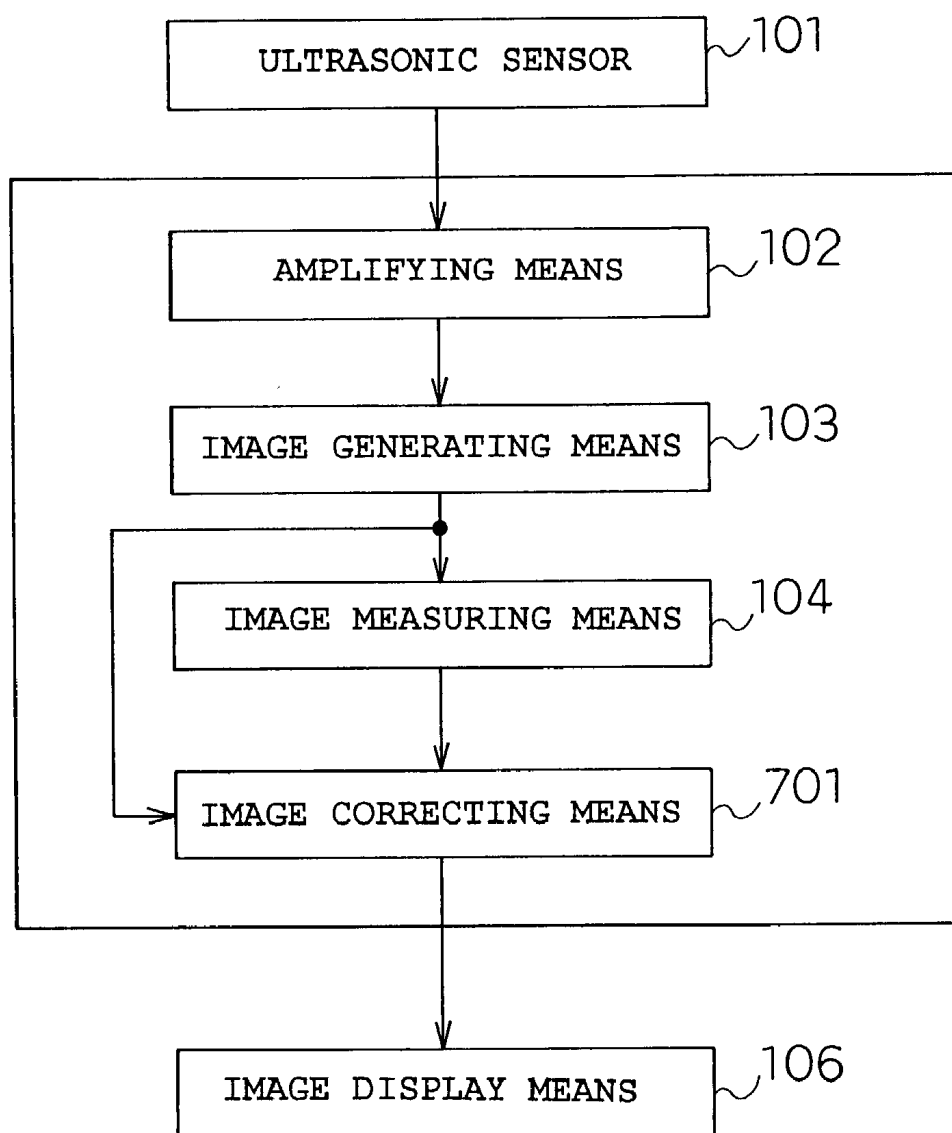 ULTRASONIC SENSOR 101
AMPLIFYING MEANS 102
IMAGE GENERATING MEANS 103
IMAGE MEASURING MEANS 104
IMAGE CORRECTING MEANS 701
IMAGE DISPLAY MEANS 106